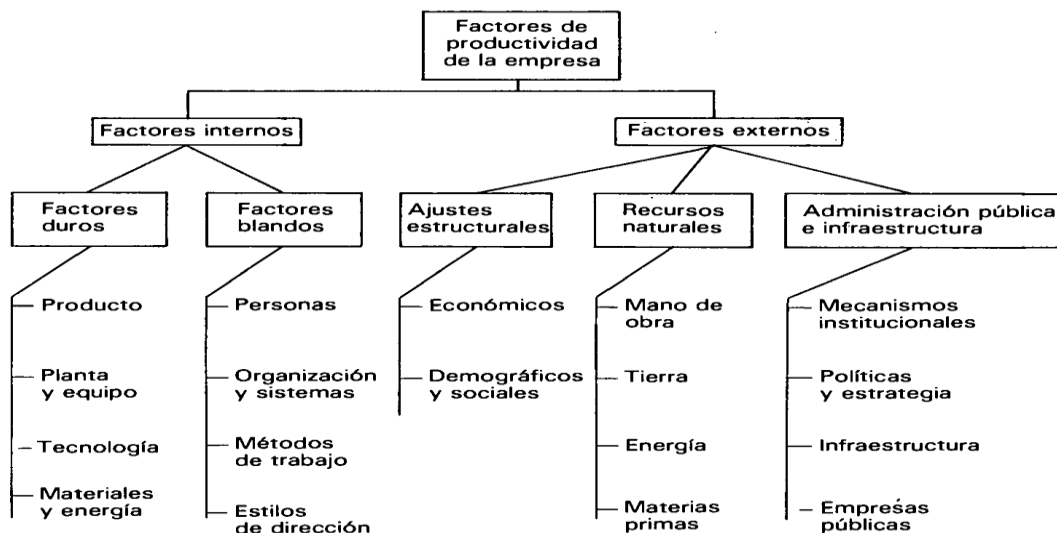 Factores de
productividad
de la empresa
Factores internos
Factores externos
Factores
duros
Factores
blandos
Ajustes
estructurales
Recursos
naturales
Administración pública
e infraestructura
Producto
Planta
y equipo
Tecnología
Materiales
y energía
Personas
Organización
y sistemas
Métodos
de trabajo
Estilos
de dirección
Económicos
Demográficos
y sociales
Mano de
obra
Tierra
Energía
Materias
primas
Mecanismos
institucionales
Políticas
y estrategia
Infraestructura
Empresas
públicas